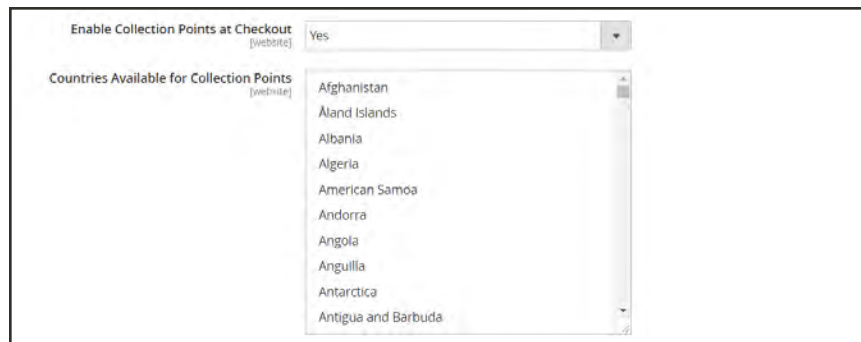 Enable Collection Points at Checkout
[website]
Yes
Countries Available for Collection Points
[website]
Afghanistan
Åland Islands
Albania
Algeria
American Samoa
Andorra
Angola
Anguilla
Antarctica
Antigua and Barbuda